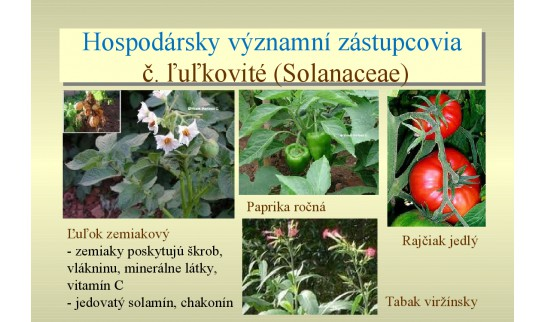 Hospodársky významní zástupcovia
č. ľuľkovité (Solanaceae)
Paprika ročná
Ľuľok zemiakový
- zemiaky poskytujú škrob,
vlákninu, minerálne látky,
vitamín C
- jedovatý solamín, chakonín
Rajčiak jedlý
Tabak viržínsky